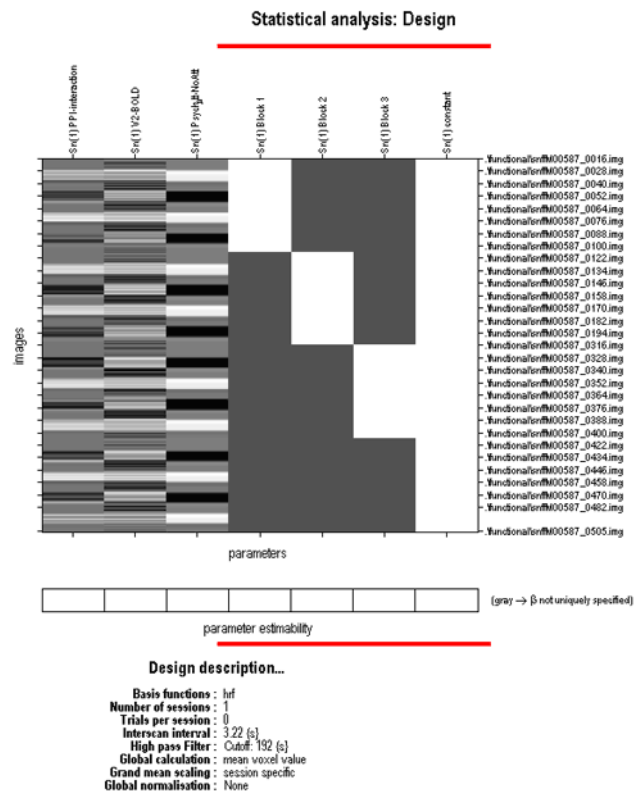 Statistical analysis: Design
Sn(1) PPI-interaction
Sn(1) V2-BOLD
Sn(1)
Sn(1) Block 1
Sn(1) Block 2
Sn(1) Block 3
Sn(1) constant
images
.\functional\snffM00587_0016.img
.\functional\snffM00587_0028.img
.\functional\snffM00587_0040.img
.\functional\snffM00587_0052.img
.\functional\snffM00587_0064.img
.\functional\snffM00587_0076.img
.\functional\snffM00587_0088.img
.\functional\snffM00587_0100.img
.\functional\snffM00587_0122.img
.\functional\snffM00587_0134.img
.\functional\snffM00587_0146.img
.\functional\snffM00587_0158.img
.\functional\snffM00587_0170.img
.\functional\snffM00587_0182.img
.\functional\snffM00587_0194.img
.\functional\snffM00587_0316.img
.\functional\snffM00587_0328.img
.\functional\snffM00587_0340.img
.\functional\snffM00587_0352.img
.\functional\snffM00587_0364.img
.\functional\snffM00587_0376.img
.\functional\snffM00587_0388.img
.\functional\snffM00587_0400.img
.\functional\snffM00587_0422.img
.\functional\snffM00587_0434.img
.\functional\snffM00587_0446.img
.\functional\snffM00587_0458.img
.\functional\snffM00587_0470.img
.\functional\snffM00587_0482.img
.\functional\snffM00587_0505.img
parameters
(gray → β not uniquely specified)
parameter estimability
Design description...
Basis functions : hrf
Number of sessions : 1
Trials per session : 0
Interscan interval : 3.22 {s}
High pass Filter : Cutoff: 192 {s}
Global calculation : mean voxel value
Grand mean scaling : session specific
Global normalisation : None